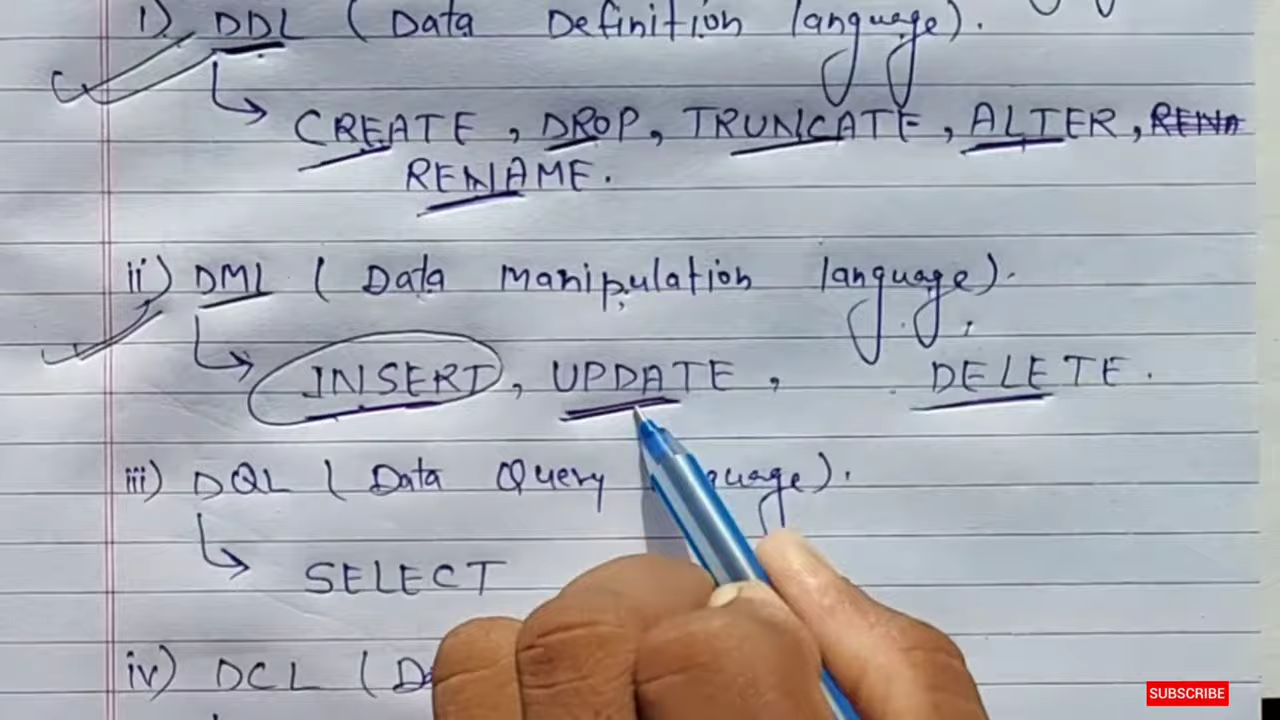 i) DDL ( Data Definition language).
CREATE, DROP, TRUNCATE, ALTER,
RENAME.
ii) DML ( Data Manipulation language).
INSERT, UPDATE, DELETE.
iii) DQL ( Data Query
SELECT
iv) DCL (
SUBSCRIBE